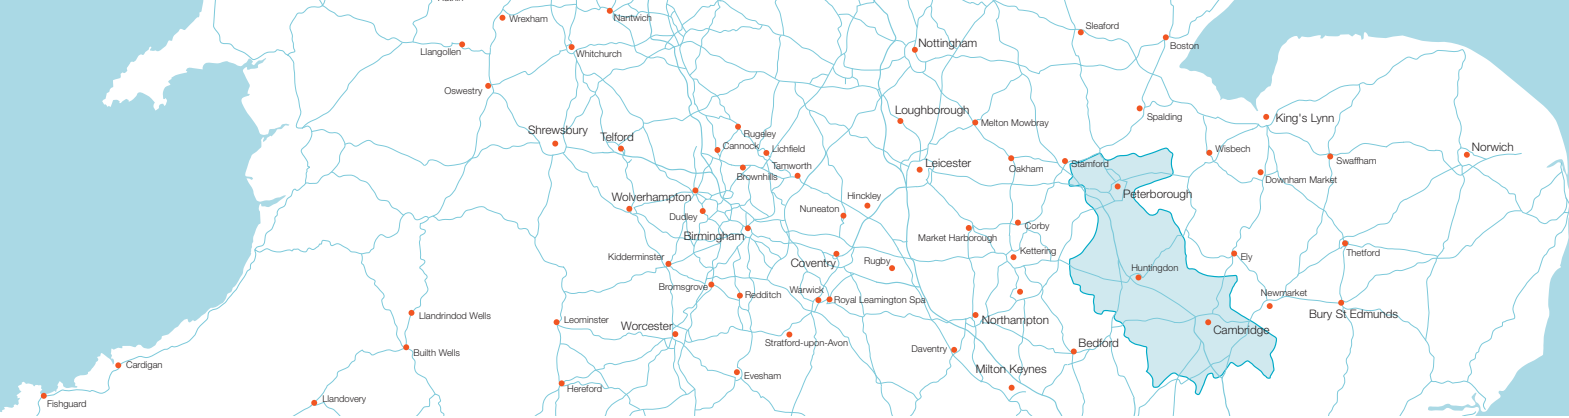 Wrexham
Nantwich
Sleaford
Boston
Nottingham
Llangollen
Whitchurch
Oswestry
Loughborough
Melton Mowbray
Spalding
King's Lynn
Shrewsbury
Telford
Rugeley
Cannock
Lichfield
Wisbech
Norwich
Swaffham
Leicester
Oakham
Stamford
Tamworth
Brownhills
Downham Market
Wolverhampton
Hinckley
Peterborough
Nuneaton
Dudley
Corby
Birmingham
Market Harborough
Kettering
Ely
Thetford
Kidderminster
Coventry
Rugby
Huntingdon
Bromsgrove
Redditch
Warwick
Royal Leamington Spa
Newmarket
Llandrindod Wells
Leominster
Worcester
Northampton
Bury St Edmunds
Cambridge
Stratford-upon-Avon
Bedford
Daventry
Builth Wells
Cardigan
Milton Keynes
Evesham
Hereford
Llandovery
Fishguard